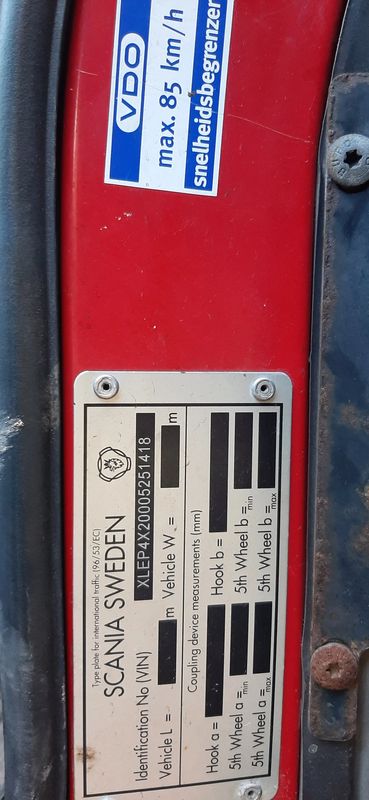 VDO
max. 85 km/h
snelheidsbegrenzer
Type plate for international traffic (96/53/EC)
SCANIA SWEDEN
Identification No (VIN) XLEP4X20005251418
Vehicle L = m Vehicle W = m
Coupling device measurements (mm)
Hook a = Hook b =
5th Wheel a min = 5th Wheel b min =
5th Wheel a max = 5th Wheel b max =